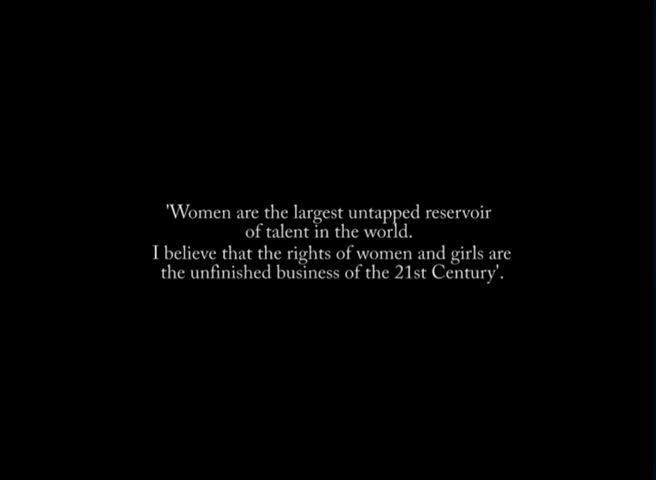 'Women are the largest untapped reservoir
of talent in the world.
I believe that the rights of women and girls are
the unfinished business of the 21st Century'.